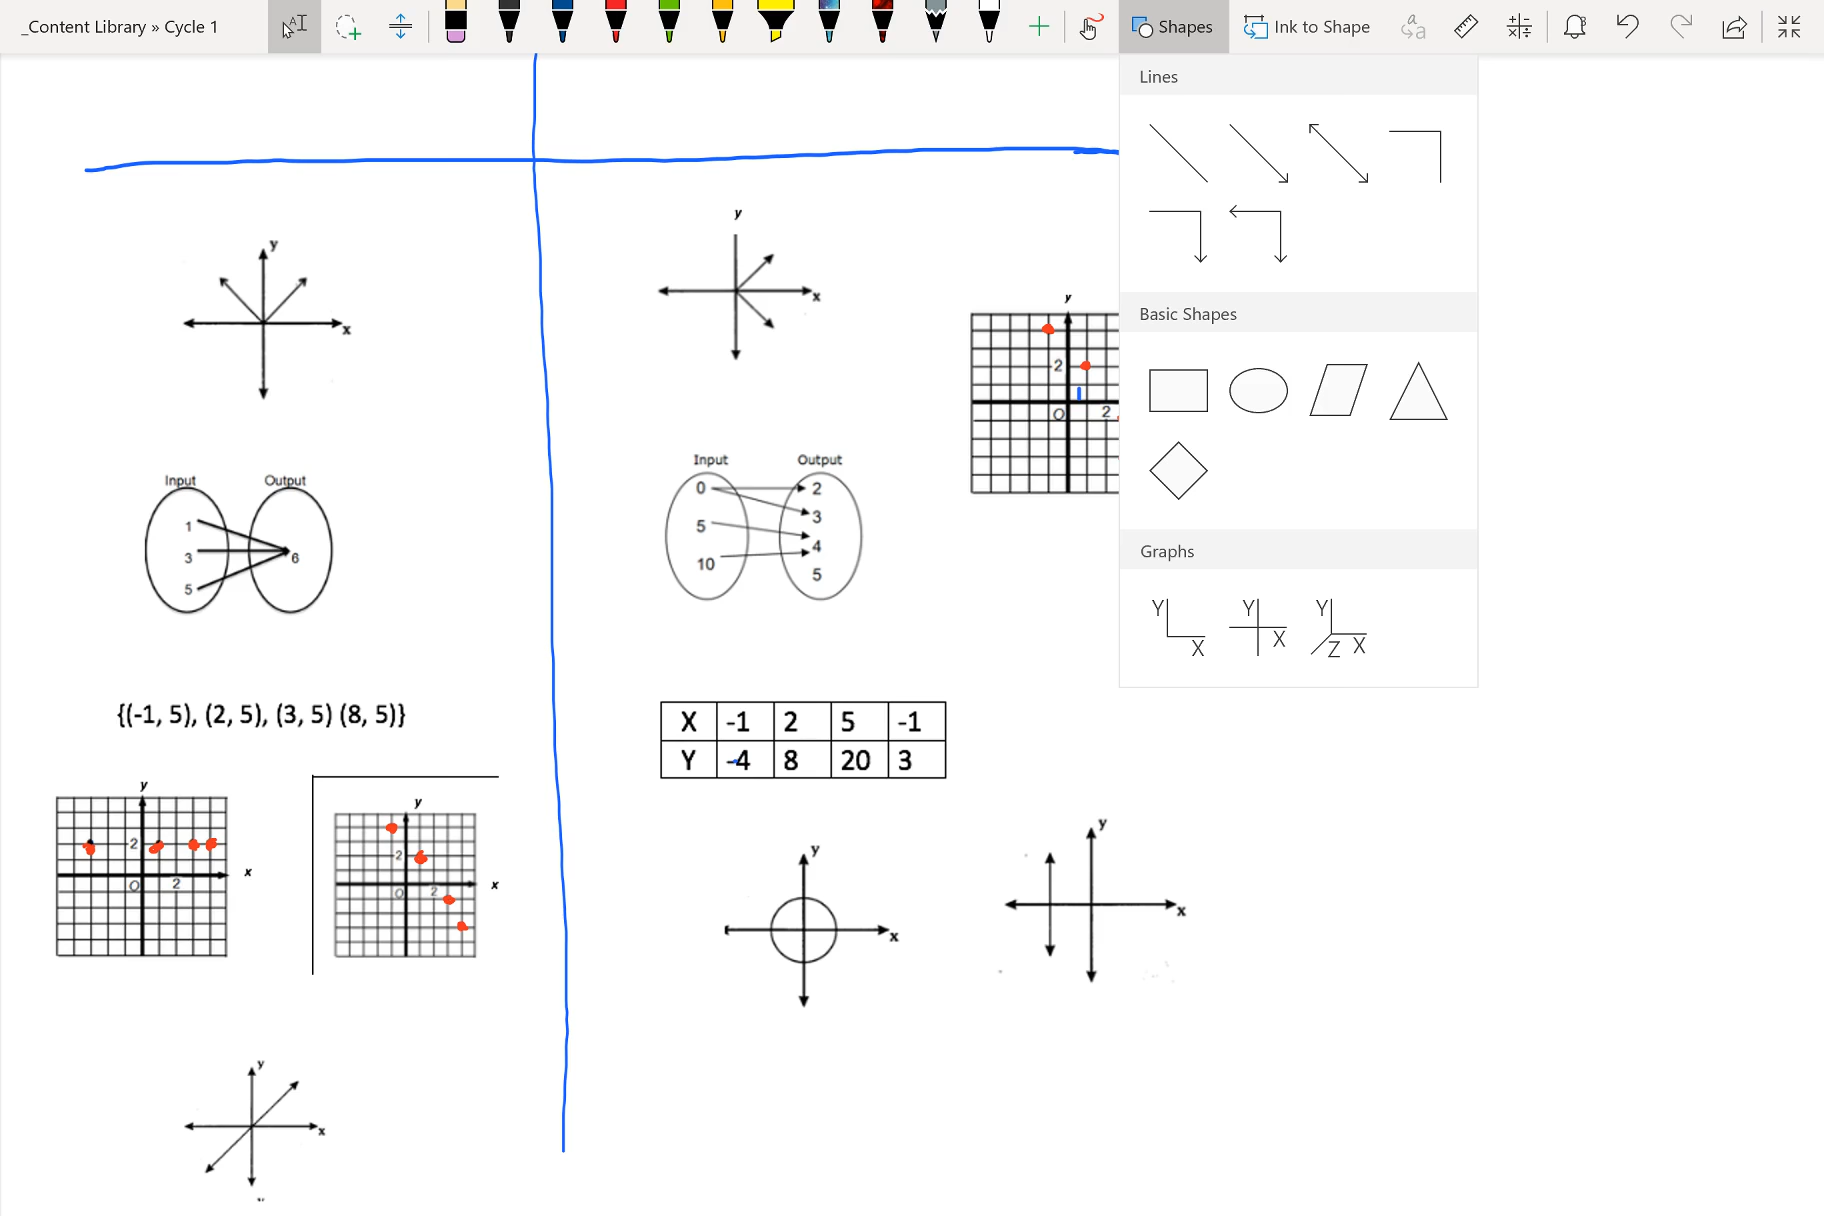 _Content Library » Cycle 1
Shapes
Ink to Shape
Lines
Basic Shapes
Graphs
Y
X
Y
X
Y
Z
X
y
x
y
x
y
2
O
2
Input
Output
1
3
5
6
Input
Output
0
5
10
2
3
4
5
{(-1, 5), (2, 5), (3, 5) (8, 5)}
X -1 2 5 -1
Y -4 8 20 3
y
2
O
2
x
y
2
O
2
x
y
x
y
x
y
x